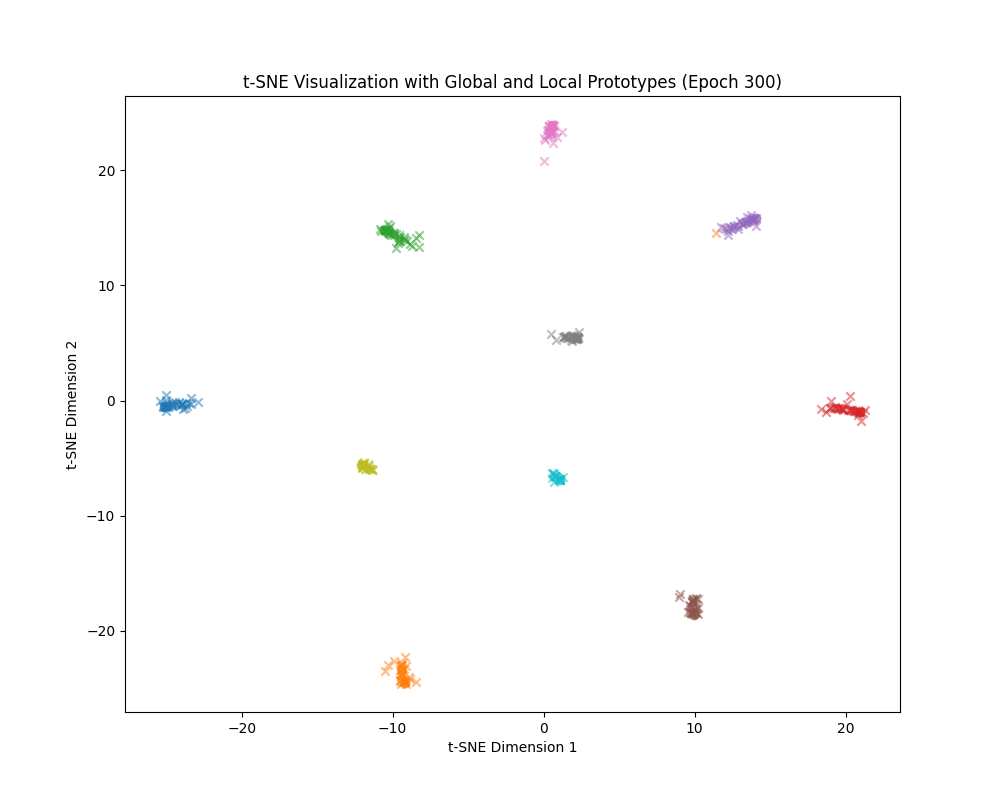 t-SNE Visualization with Global and Local Prototypes (Epoch 300)
20
10
0
−10
−20
t-SNE Dimension 2
−20 −10 0 10 20
t-SNE Dimension 1